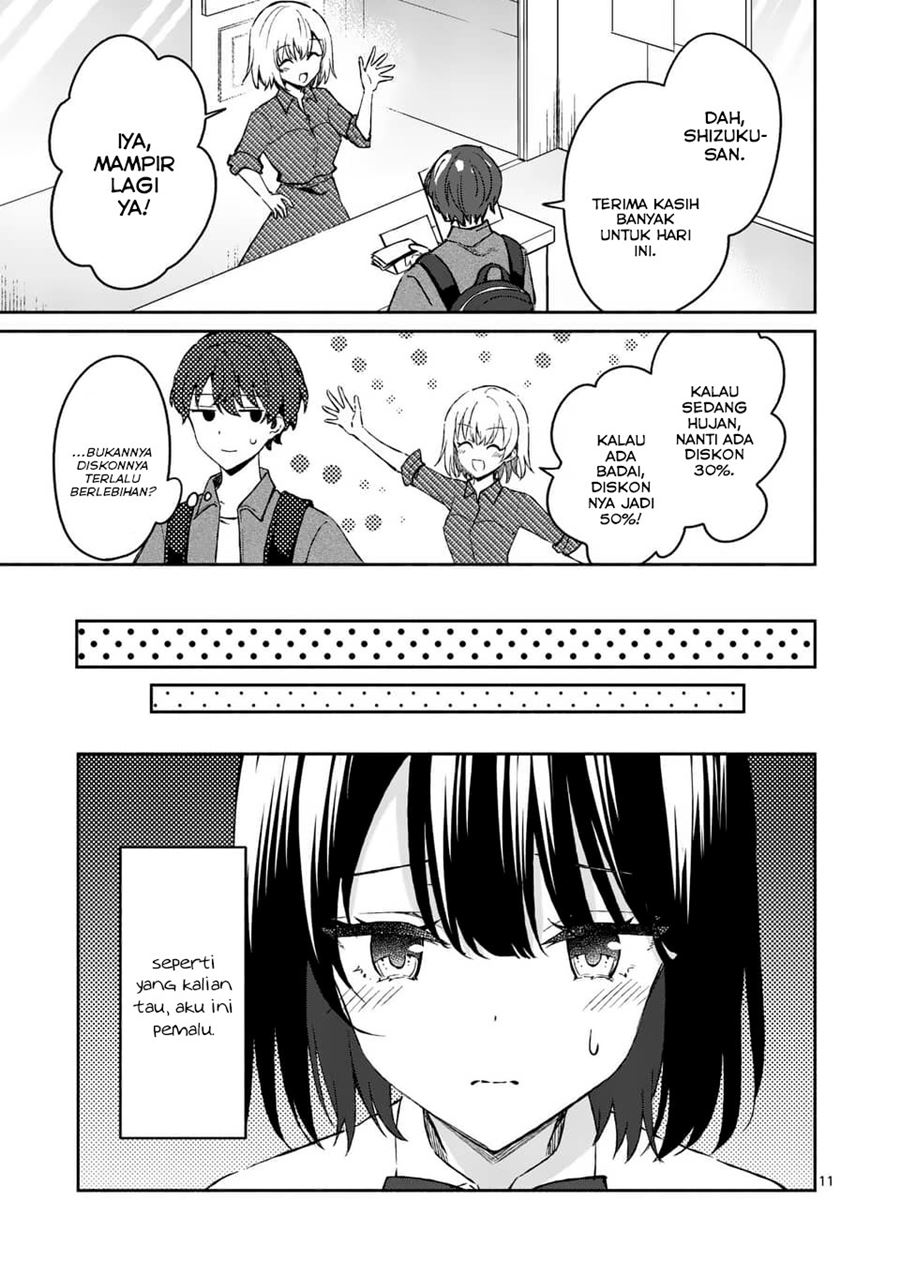 DAH,
SHIZUKU-
SAN.
TERIMA KASIH
BANYAK
UNTUK HARI
INI.
IYA,
MAMPIR
LAGI
YA!
KALAU
SEDANG
HUJAN,
NANTI ADA
DISKON
30%.
KALAU
ADA
BADAI,
DISKON
NYA JADI
50%!
...BUKANNYA
DISKONNYA
TERLALU
BERLEBIHAN?
seperti
yang kalian
tau, aku ini
pemalu.
11